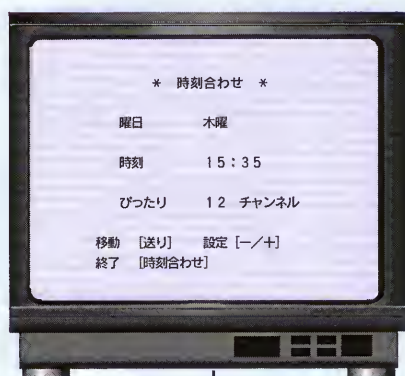 * 時刻合わせ *
曜日 木曜
時刻 15:35
ぴったり 12 チャンネル
移動 [送り] 設定 [ー/+]
終了 [時刻合わせ]